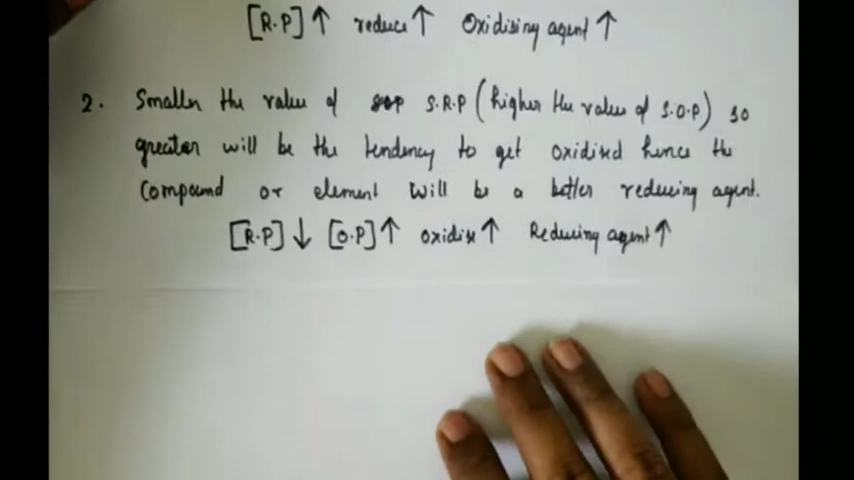 [R.P] ↑ reduce ↑ Oxidising agent ↑
2. Smaller the value of S.R.P (higher the value of S.O.P) so
greater will be the tendency to get oxidised hence the
Compound or element will be a better reducing agent.
[R.P] ↓ [O.P] ↑ oxidise ↑ Reducing agent ↑